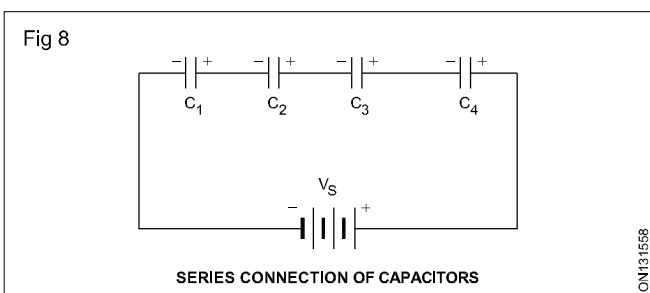 Fig 8
– + – + – + – +
C1 C2 C3 C4
VS
– +
SERIES CONNECTION OF CAPACITORS
ON131558